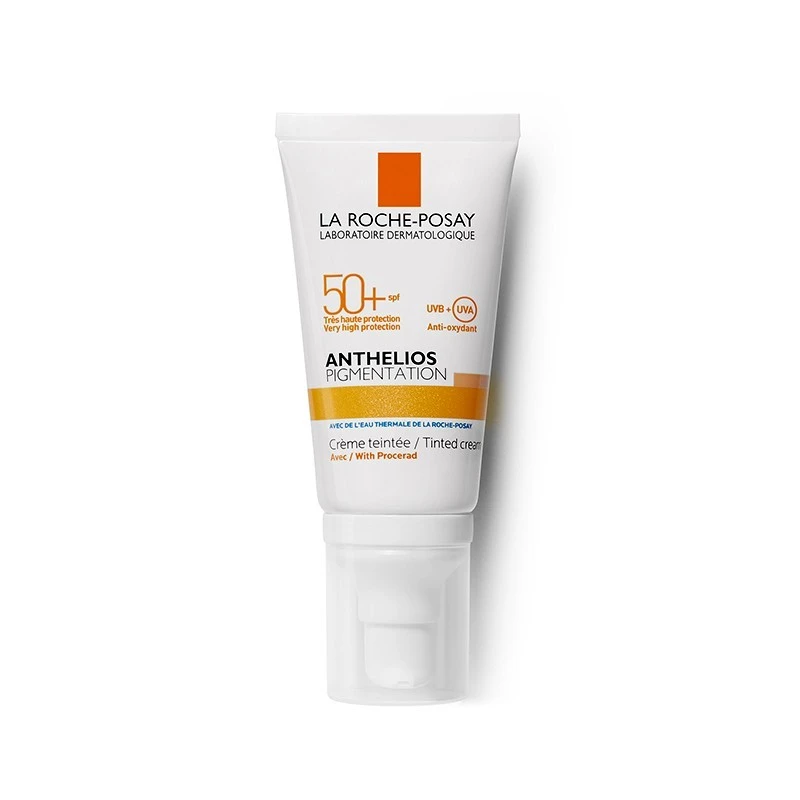 LA ROCHE-POSAY
LABORATOIRE DERMATOLOGIQUE
50+ spf
Très haute protection
Very high protection
UVB + UVA
Anti-oxydant
ANTHELIOS
PIGMENTATION
AVEC DE L'EAU THERMALE DE LA ROCHE-POSAY
Crème teintée / Tinted cream
Avec / With Procerad